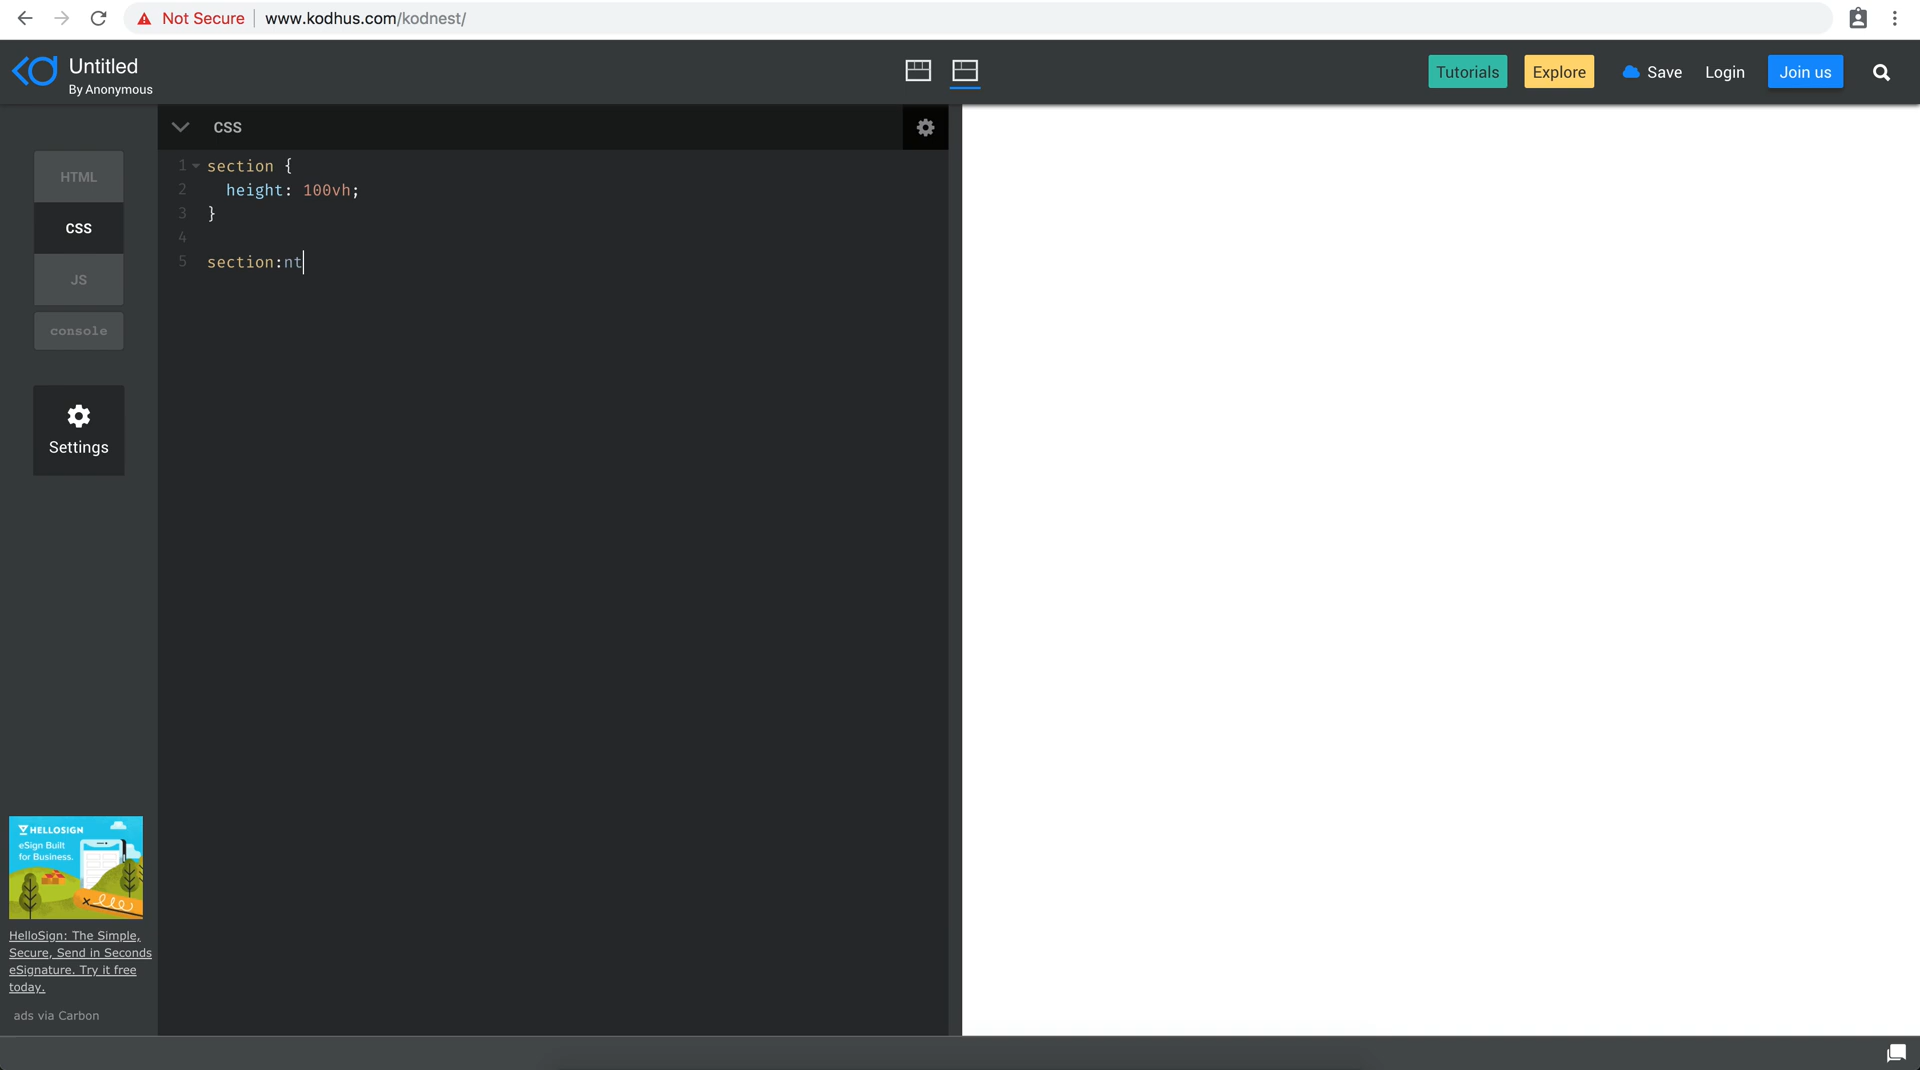 Not Secure www.kodhus.com/kodnest/
Untitled
By Anonymous
Tutorials
Explore
Save
Login
Join us
CSS
HTML
CSS
JS
console
Settings
1 section {
2 height: 100vh;
3 }
4
5 section:nt
HELLOSIGN
eSign Built
for Business.
HelloSign: The Simple,
Secure, Send in Seconds
eSignature. Try it free
today.
ads via Carbon